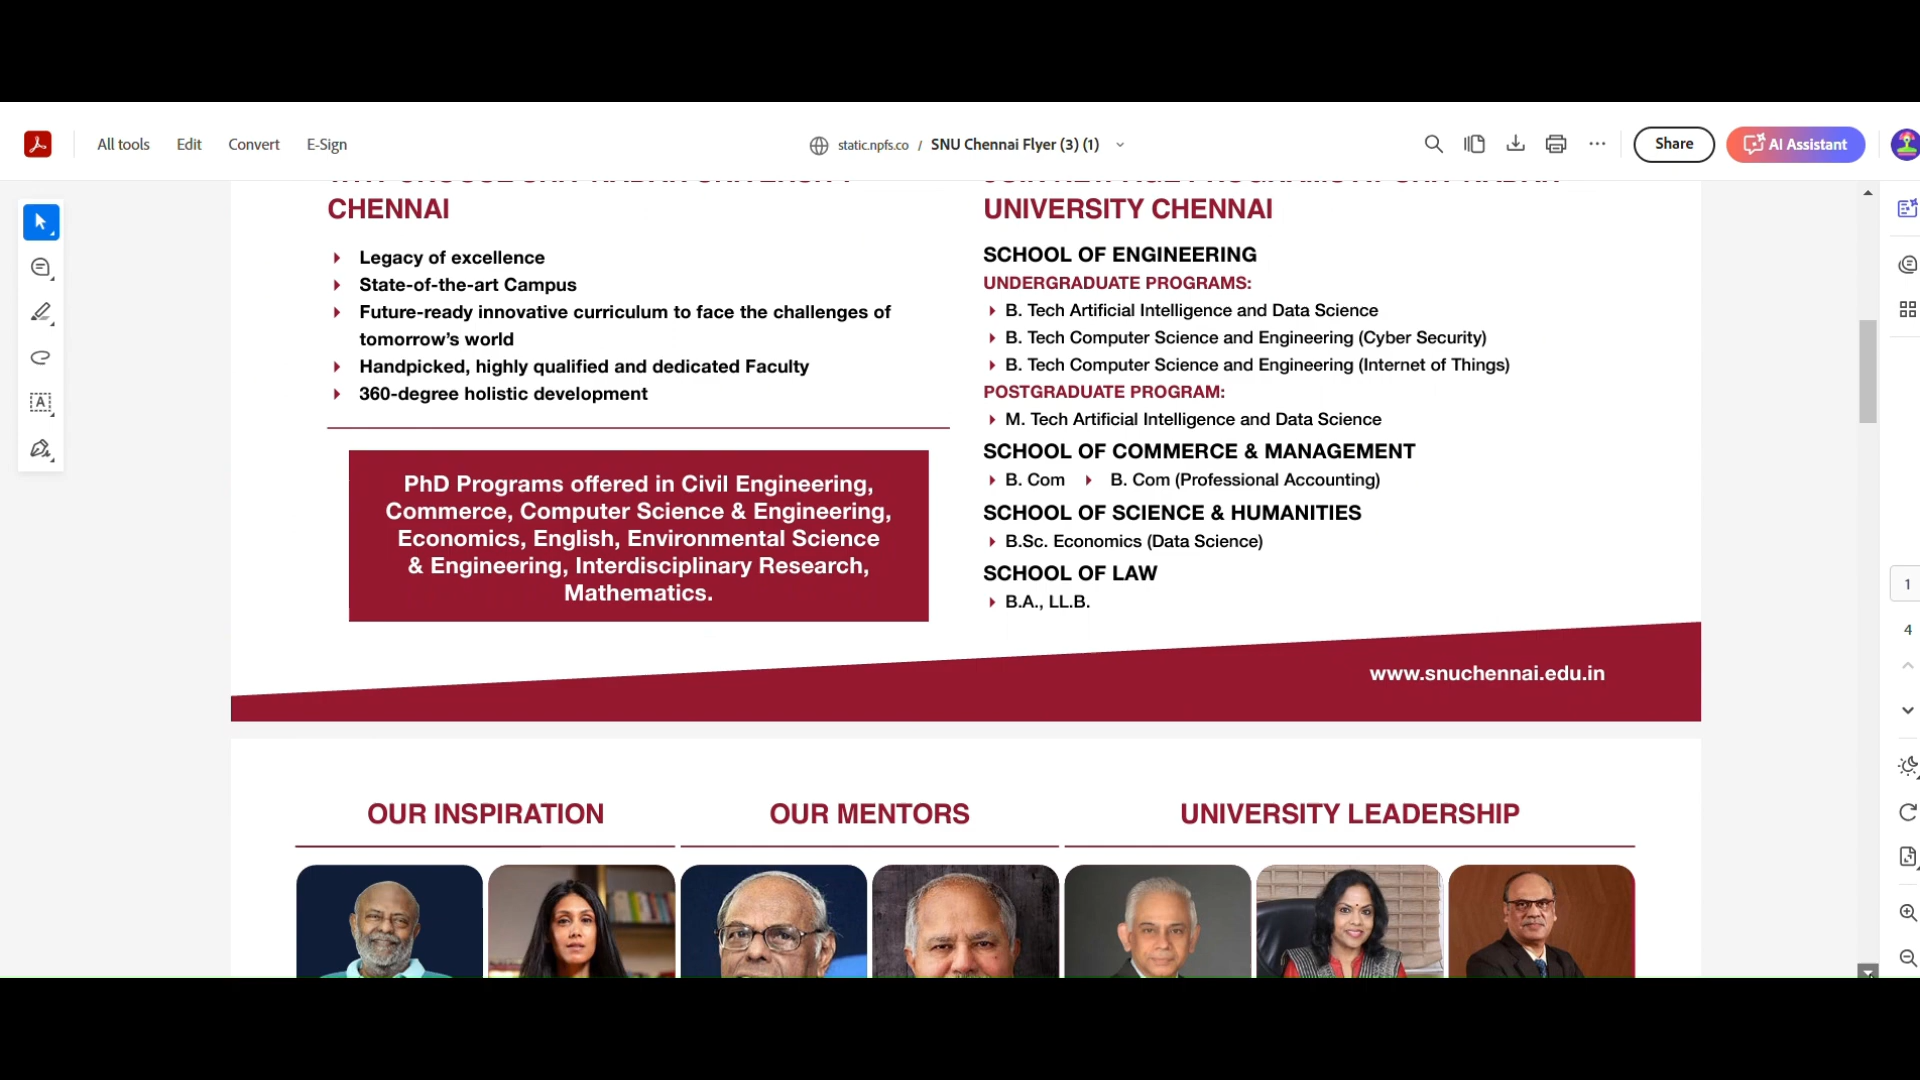 All tools
Edit
Convert
E-Sign
static.npfs.co / SNU Chennai Flyer (3) (1)
Share
AI Assistant
CHENNAI
Legacy of excellence
State-of-the-art Campus
Future-ready innovative curriculum to face the challenges of
tomorrow's world
Handpicked, highly qualified and dedicated Faculty
360-degree holistic development
PhD Programs offered in Civil Engineering,
Commerce, Computer Science & Engineering,
Economics, English, Environmental Science
& Engineering, Interdisciplinary Research,
Mathematics.
UNIVERSITY CHENNAI
SCHOOL OF ENGINEERING
UNDERGRADUATE PROGRAMS:
B. Tech Artificial Intelligence and Data Science
B. Tech Computer Science and Engineering (Cyber Security)
B. Tech Computer Science and Engineering (Internet of Things)
POSTGRADUATE PROGRAM:
M. Tech Artificial Intelligence and Data Science
SCHOOL OF COMMERCE & MANAGEMENT
B. Com B. Com (Professional Accounting)
SCHOOL OF SCIENCE & HUMANITIES
B.Sc. Economics (Data Science)
SCHOOL OF LAW
B.A., LL.B.
www.snuchennai.edu.in
1
4
OUR INSPIRATION
OUR MENTORS
UNIVERSITY LEADERSHIP